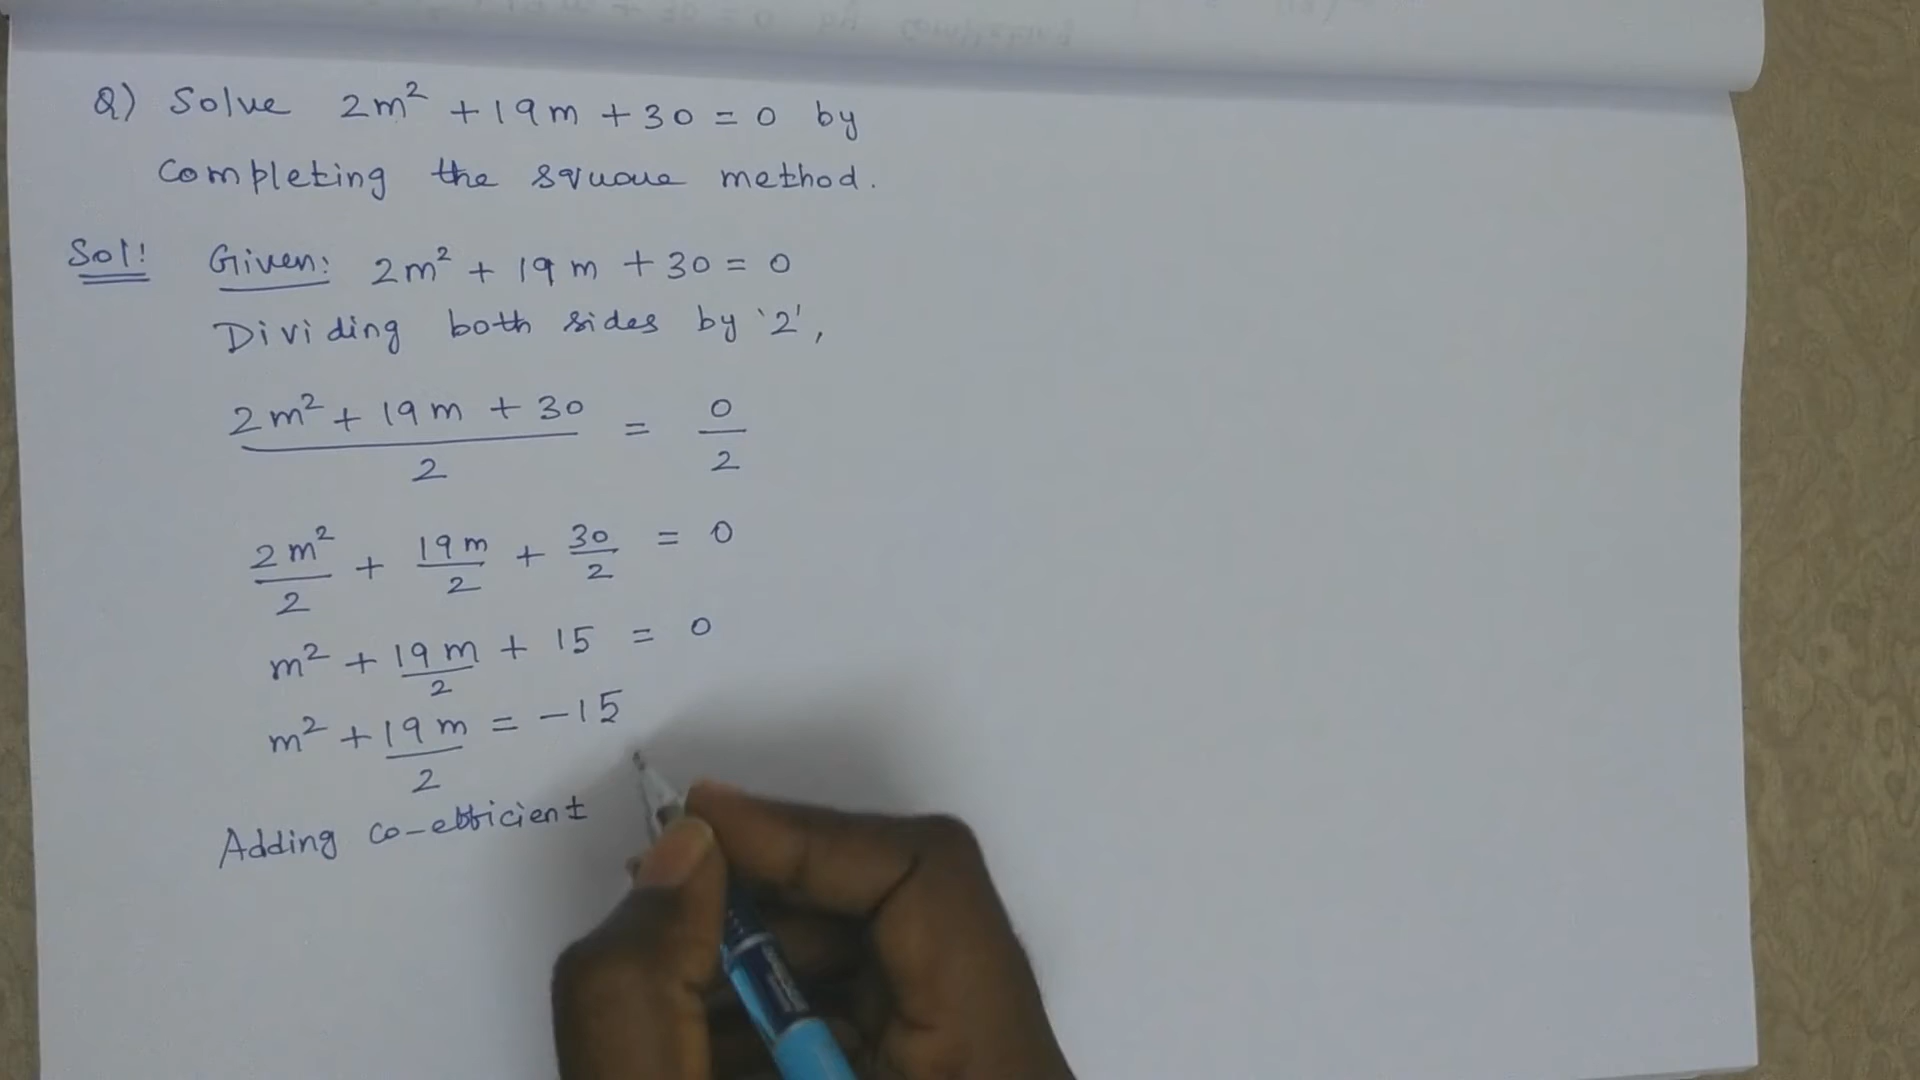 Q) Solve 2m² + 19m + 30 = 0 by
completing the square method.
Sol: Given: 2m² + 19m + 30 = 0
Dividing both sides by '2',
2m² + 19m + 30 / 2 = 0 / 2
2m²/2 + 19m/2 + 30/2 = 0
m² + 19m/2 + 15 = 0
m² + 19m/2 = -15
Adding co-efficient